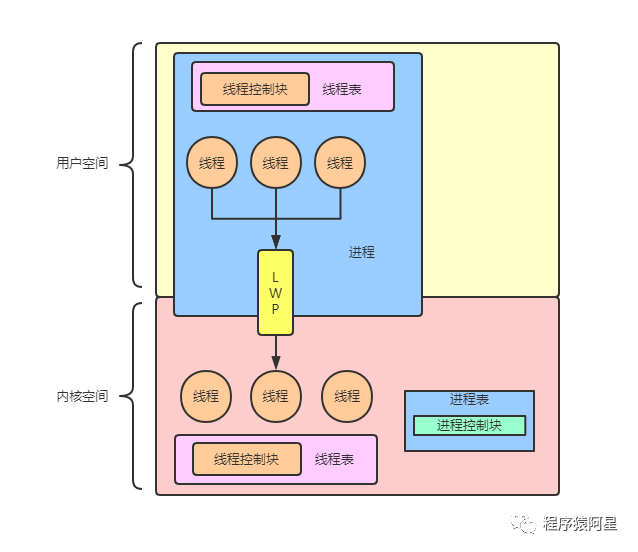 线程控制块 线程表
线程 线程 线程
用户空间
进程
L
W
P
线程 线程 线程
内核空间
进程表
进程控制块
线程控制块 线程表
程序猿阿星